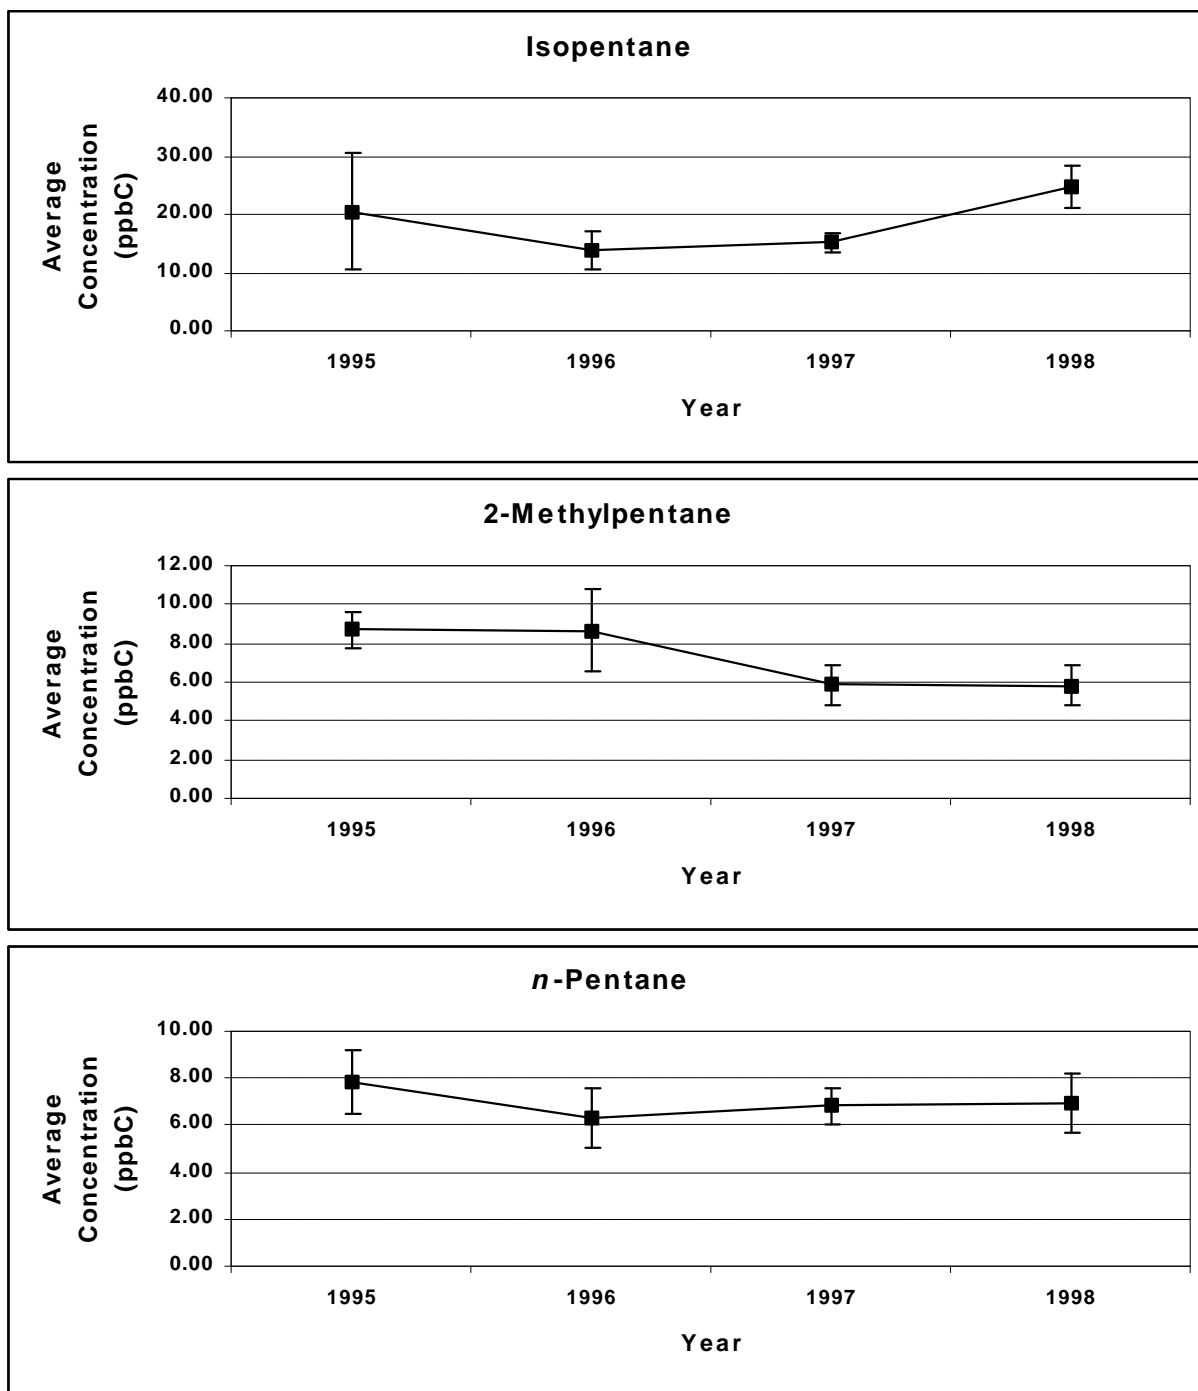 Isopentane
Average
Concentration
(ppbC)
40.00
30.00
20.00
10.00
0.00
1995 1996 1997 1998
Year
2-Methylpentane
Average
Concentration
(ppbC)
12.00
10.00
8.00
6.00
4.00
2.00
0.00
1995 1996 1997 1998
Year
n-Pentane
Average
Concentration
(ppbC)
10.00
8.00
6.00
4.00
2.00
0.00
1995 1996 1997 1998
Year